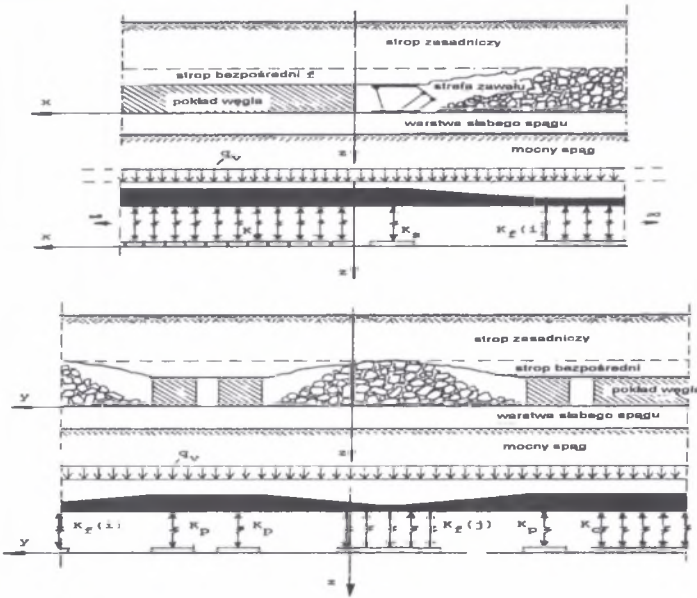 strop zasadniczy
strop bezpośredni f
strefa zawału
pokład węgla
x
warstwa słabego spągu
z
mocny spąg
q_v
K
K_s
K_f(i
x
z
strop zasadniczy
strop bezpośredni
pokład węgla
y
warstwa słabego spągu
z
mocny spąg
q_v
K_f(i)
K_p
K_p
K_f(j)
K_p
K_c
y
z